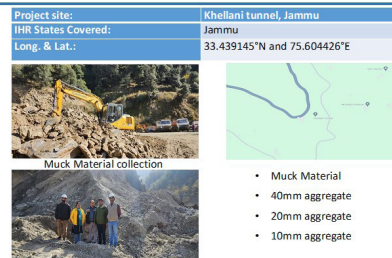 Project site: Khellani tunnel, Jammu
IHR States Covered: Jammu
Long. & Lat.: 33.439145°N and 75.604426°E
Muck Material collection
• Muck Material
• 40mm aggregate
• 20mm aggregate
• 10mm aggregate